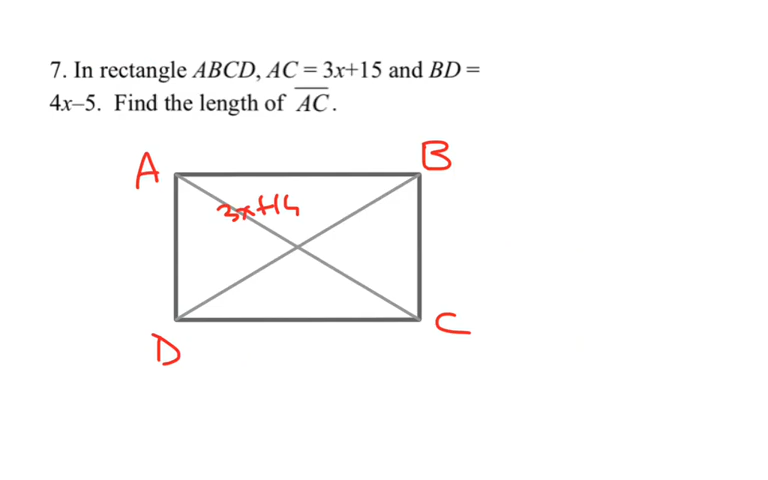 7. In rectangle ABCD, AC = 3x+15 and BD =
4x–5. Find the length of AC.
A
B
3x+15
D
C